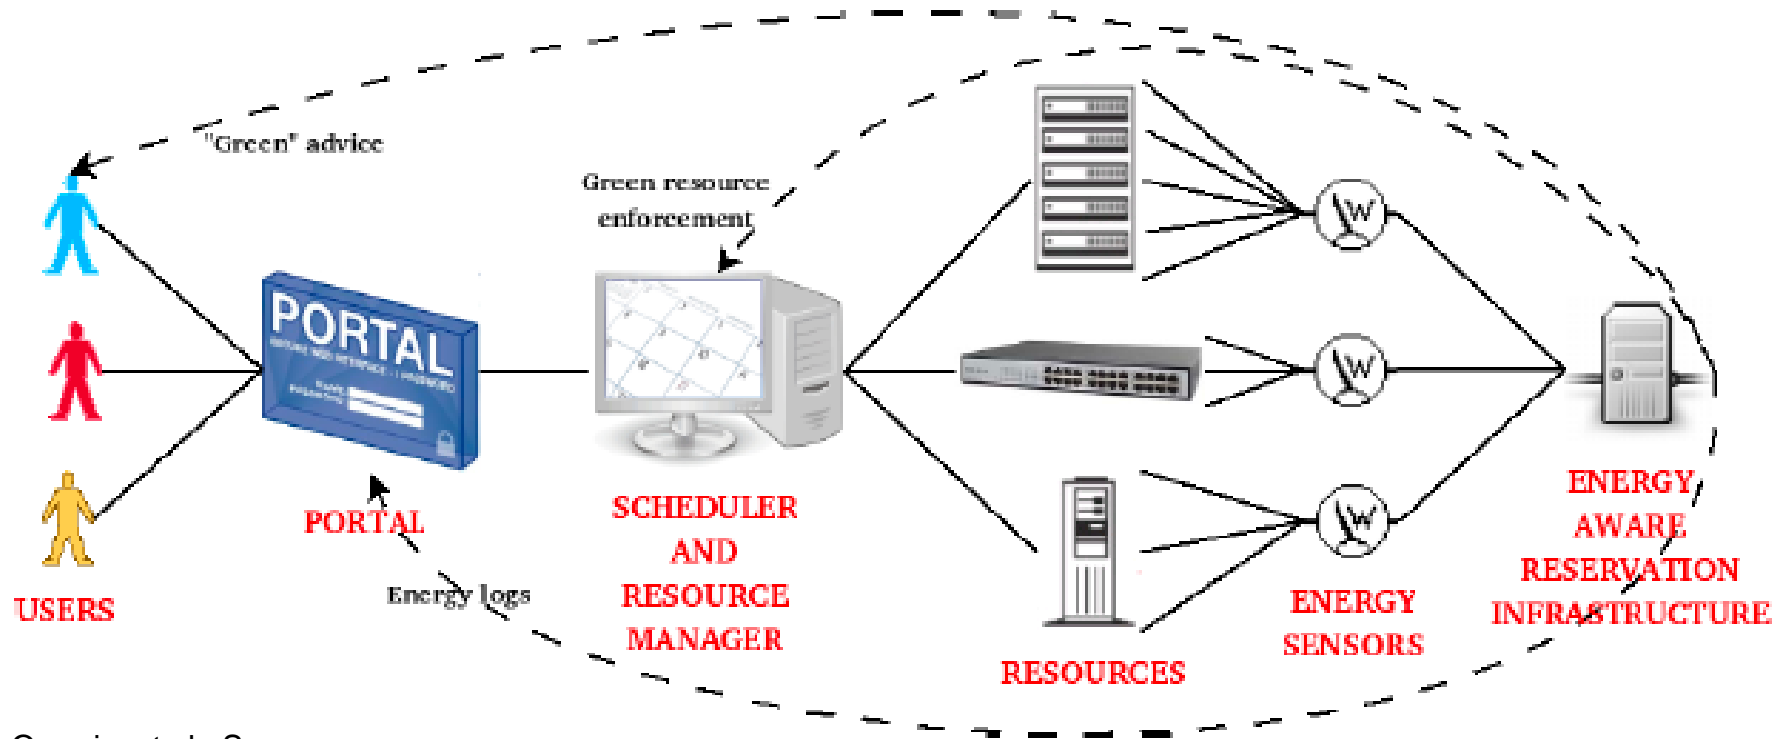 "Green" advice
Green resource
enforcement
PORTAL
USERS
PORTAL
Energy logs
SCHEDULER
AND
RESOURCE
MANAGER
RESOURCES
W
W
W
ENERGY
SENSORS
ENERGY
AWARE
RESERVATION
INFRASTRUCTURE